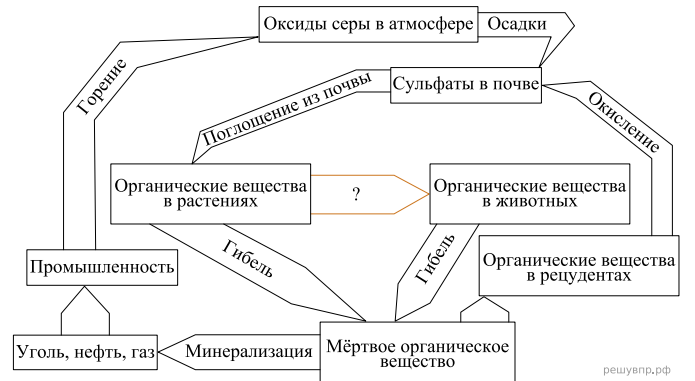 Оксиды серы в атмосфере
Осадки
Горение
Сульфаты в почве
Поглощение из почвы
Окисление
Органические вещества
в растениях
?
Органические вещества
в животных
Гибель
Гибель
Органические вещества
в рецудентах
Промышленность
Уголь, нефть, газ
Минерализация
Мёртвое органическое
вещество
решувпр.рф